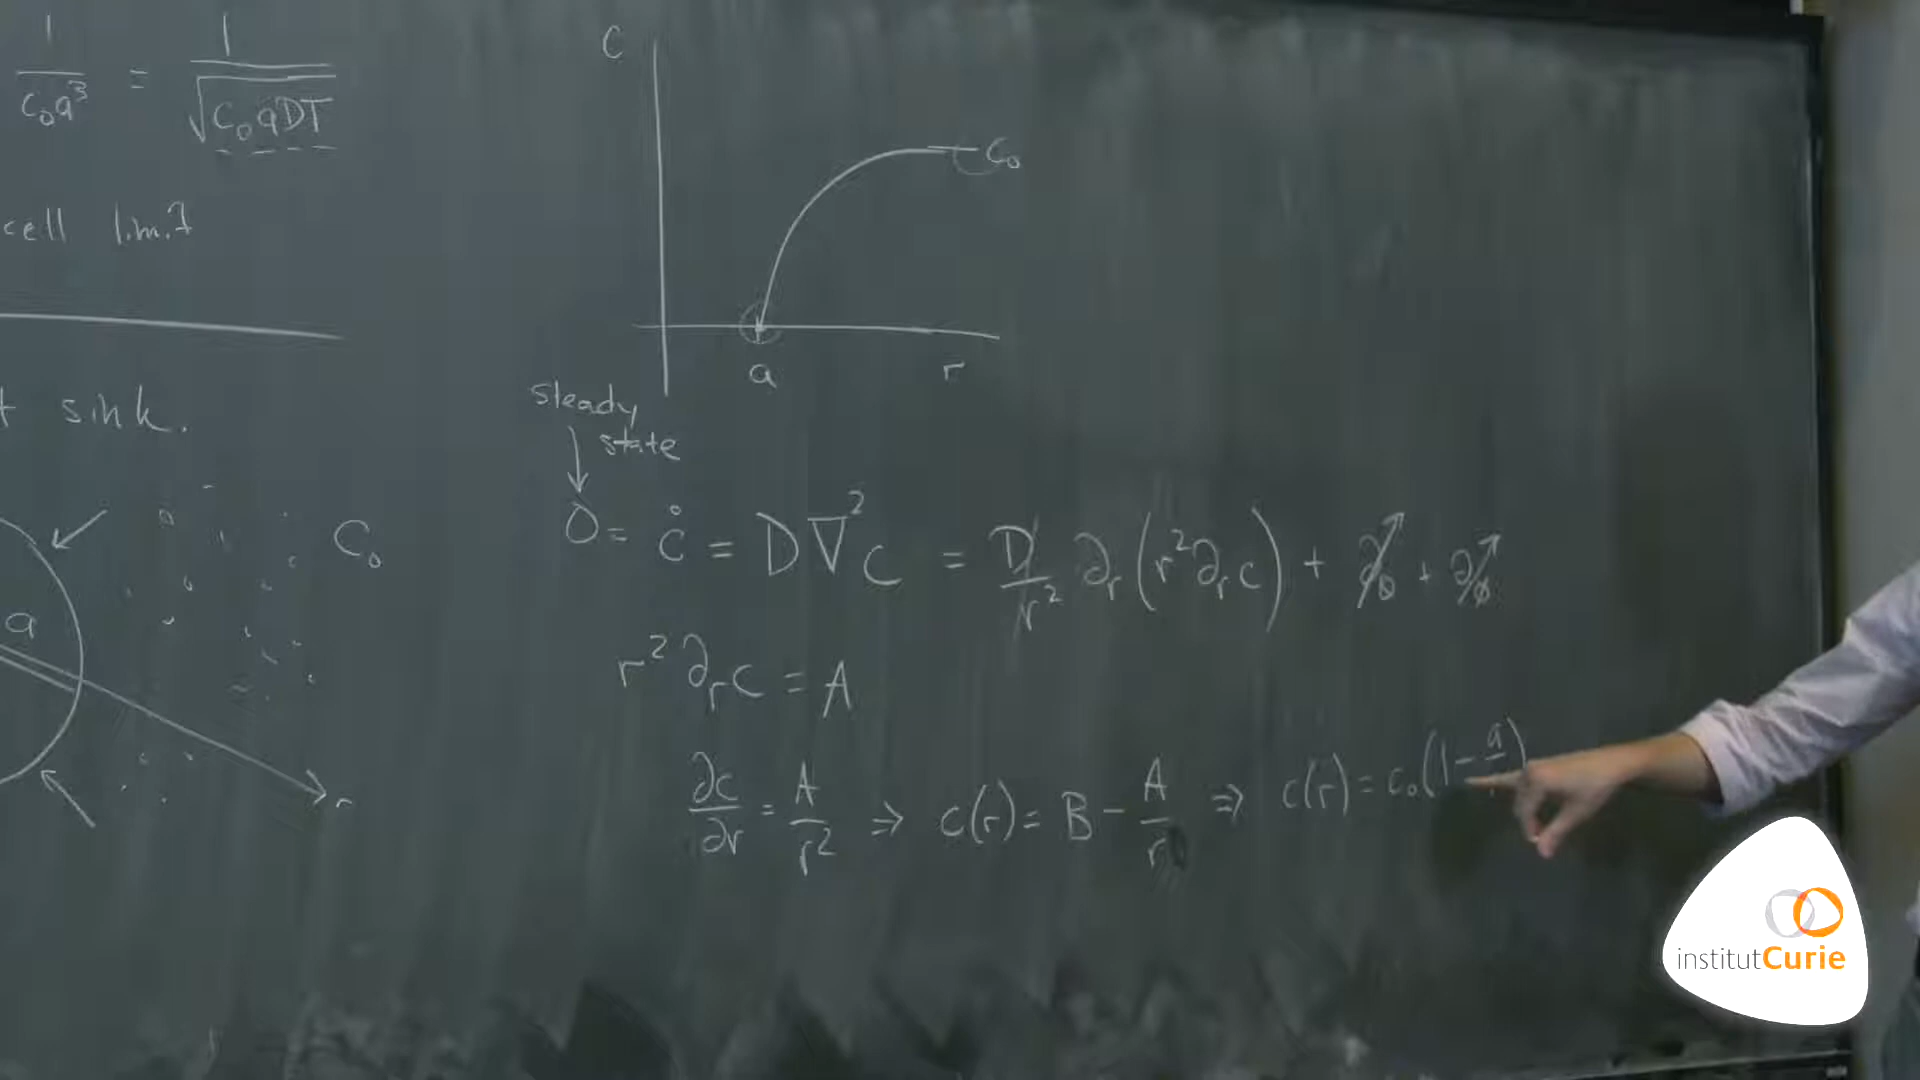 1/(c₀a³) = 1/√(C₀aDT)
cell limit
sink.
a
C₀
r
C
C₀
a
r
steady
state
0 = ċ = D∇²c = D/r² ∂r(r²∂rc) + ∂θ + ∂φ
r²∂rc = A
∂c/∂r = A/r² ⇒ c(r) = B − A/r ⇒ c(r) = c₀(1 − a
institutCurie